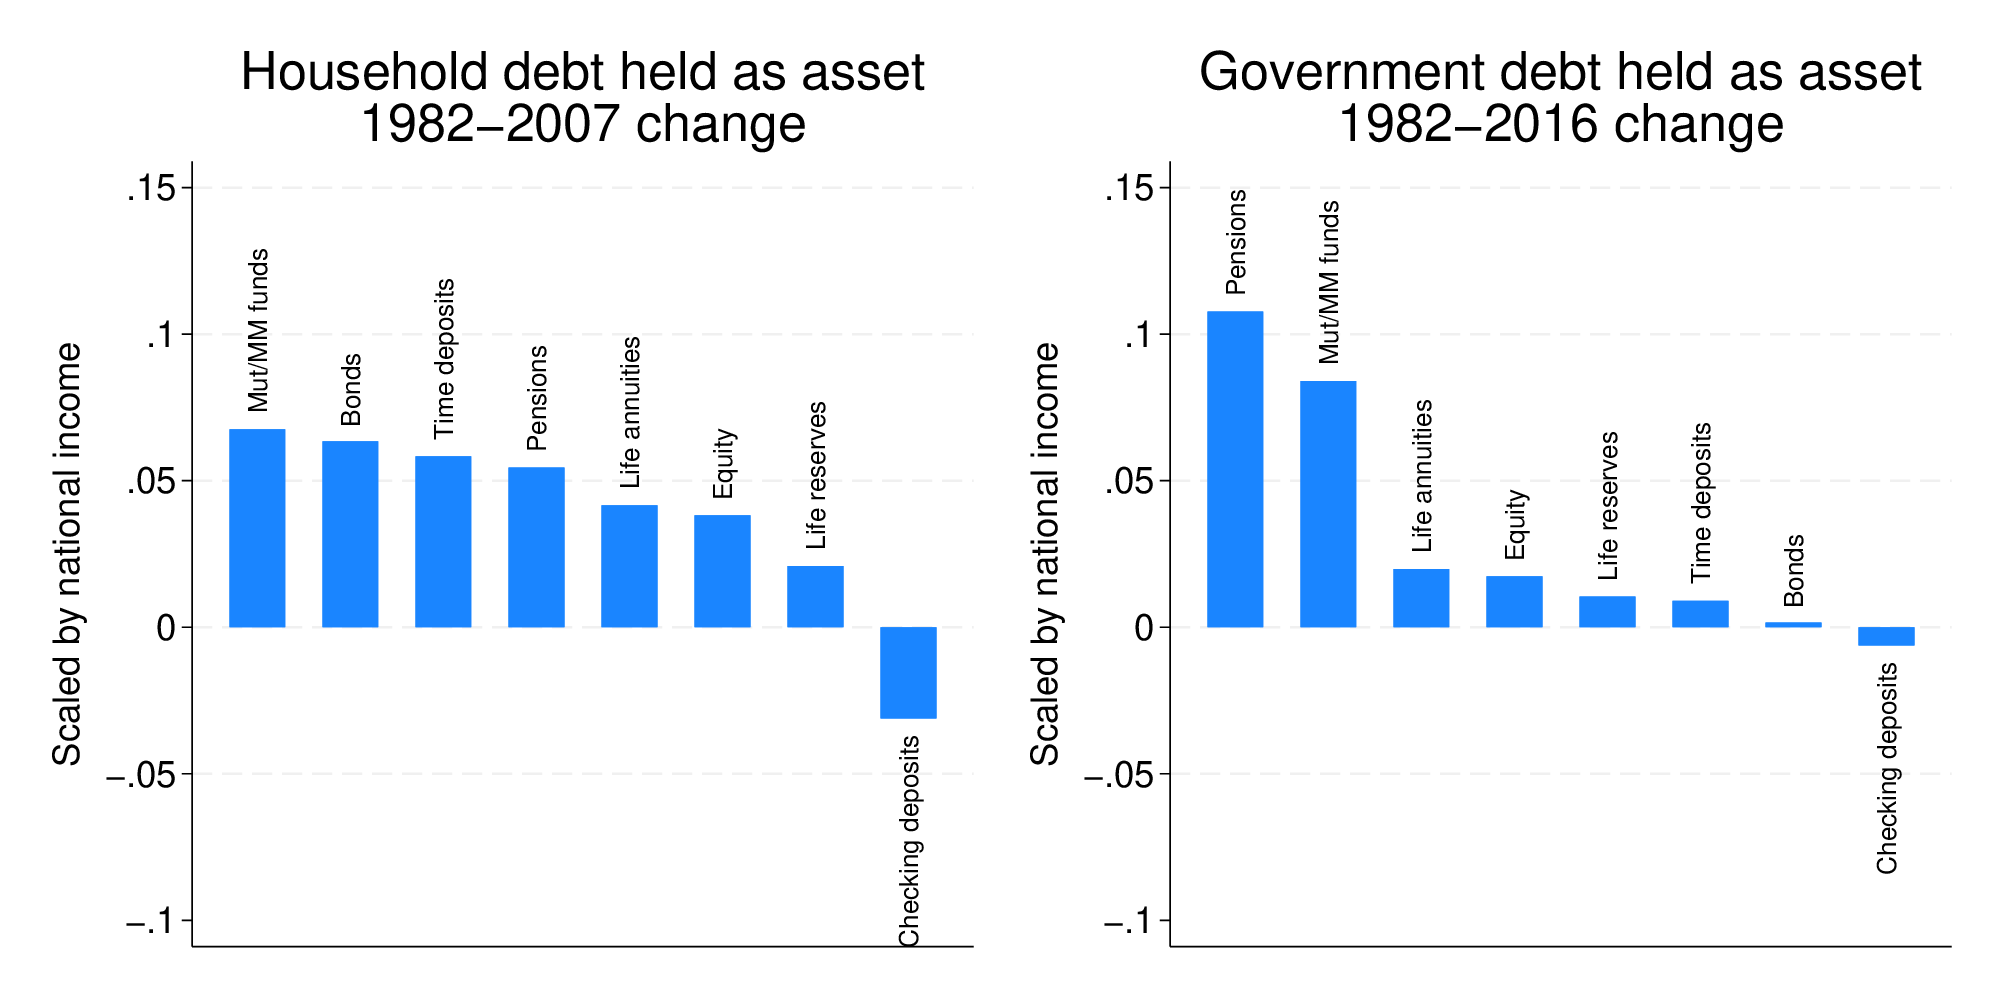 Household debt held as asset
1982−2007 change
Scaled by national income
.15
.1
.05
0
−.05
−.1
Mut/MM funds
Bonds
Time deposits
Pensions
Life annuities
Equity
Life reserves
Checking deposits
Government debt held as asset
1982−2016 change
Scaled by national income
.15
.1
.05
0
−.05
−.1
Pensions
Mut/MM funds
Life annuities
Equity
Life reserves
Time deposits
Bonds
Checking deposits